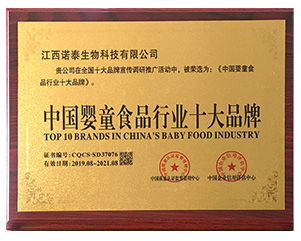 江西诺泰生物科技有限公司
贵公司在全国十大品牌宣传调研推广活动中，被荣选为：《中国婴童食
品行业十大品牌》。
中国婴童食品行业十大品牌
TOP 10 BRANDS IN CHINA'S BABY FOOD INDUSTRY
证书编号：CQCS-SD37076
有效日期：2019.08-2021.08